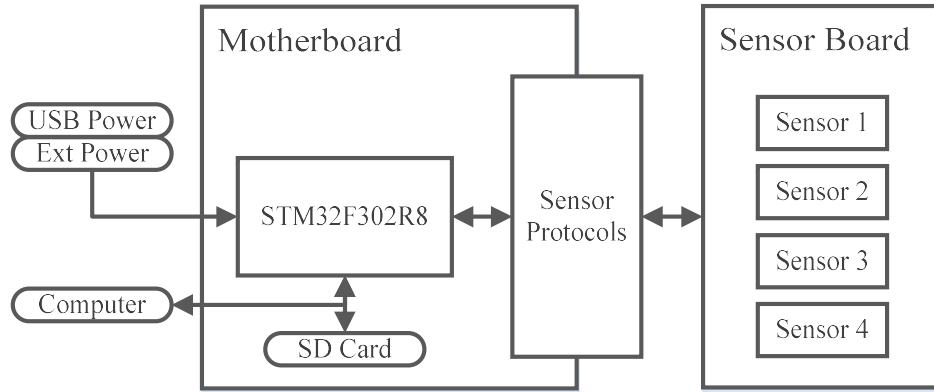 Motherboard
Sensor Board
USB Power
Ext Power
STM32F302R8
Sensor
Protocols
Sensor 1
Sensor 2
Sensor 3
Sensor 4
Computer
SD Card